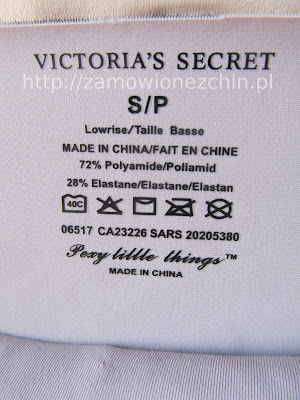 VICTORIA'S SECRET
http://zamowionezchin.pl
S/P
Lowrise/Taille Basse
MADE IN CHINA/FAIT EN CHINE
72% Polyamide/Poliamid
28% Elastane/Elastane/Elastan
40C
06517 CA23226 SARS 20205380
Pexy little things™
MADE IN CHINA